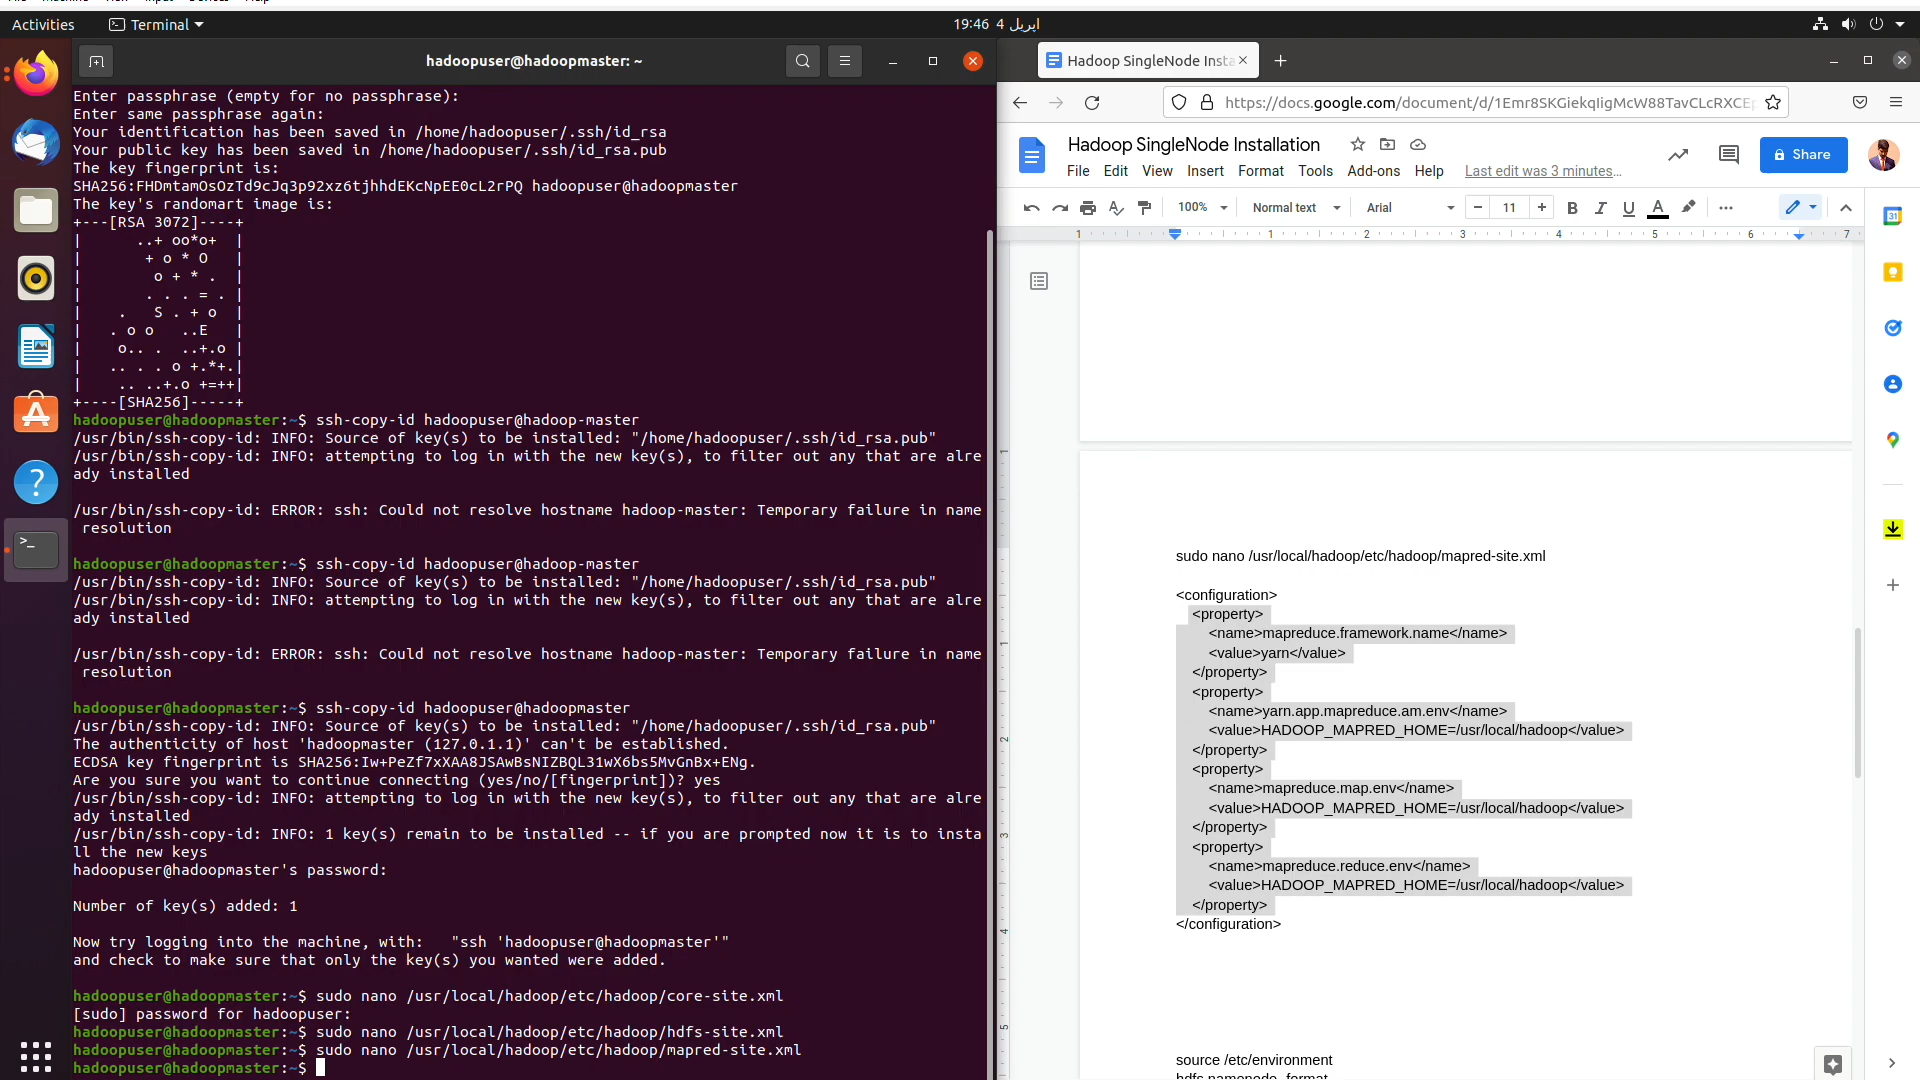 Activities
Terminal
19:46 4 اپریل
hadoopuser@hadoopmaster: ~
Enter passphrase (empty for no passphrase):
Enter same passphrase again:
Your identification has been saved in /home/hadoopuser/.ssh/id_rsa
Your public key has been saved in /home/hadoopuser/.ssh/id_rsa.pub
The key fingerprint is:
SHA256:FHDmtamOsOzTd9cJq3p92xz6tjhhdEKcNpEE0cL2rPQ hadoopuser@hadoopmaster
The key's randomart image is:
+---[RSA 3072]----+
|      ..+ oo*o+  |
|       + o * O   |
|        o + * .  |
|       . . . = . |
|    .   S . + o  |
|   . o o   ..E   |
|    o.. .  ..+.o |
|   .. . . o +.*+.|
|    .. ..+.o +=++|
+----[SHA256]-----+
hadoopuser@hadoopmaster:~$ ssh-copy-id hadoopuser@hadoop-master
/usr/bin/ssh-copy-id: INFO: Source of key(s) to be installed: "/home/hadoopuser/.ssh/id_rsa.pub"
/usr/bin/ssh-copy-id: INFO: attempting to log in with the new key(s), to filter out any that are alre
ady installed
/usr/bin/ssh-copy-id: ERROR: ssh: Could not resolve hostname hadoop-master: Temporary failure in name
resolution
hadoopuser@hadoopmaster:~$ ssh-copy-id hadoopuser@hadoop-master
/usr/bin/ssh-copy-id: INFO: Source of key(s) to be installed: "/home/hadoopuser/.ssh/id_rsa.pub"
/usr/bin/ssh-copy-id: INFO: attempting to log in with the new key(s), to filter out any that are alre
ady installed
/usr/bin/ssh-copy-id: ERROR: ssh: Could not resolve hostname hadoop-master: Temporary failure in name
resolution
hadoopuser@hadoopmaster:~$ ssh-copy-id hadoopuser@hadoopmaster
/usr/bin/ssh-copy-id: INFO: Source of key(s) to be installed: "/home/hadoopuser/.ssh/id_rsa.pub"
The authenticity of host 'hadoopmaster (127.0.1.1)' can't be established.
ECDSA key fingerprint is SHA256:Iw+PeZf7xXAA8JSAwBsNIZBQL31wX6bs5MvGnBx+ENg.
Are you sure you want to continue connecting (yes/no/[fingerprint])? yes
/usr/bin/ssh-copy-id: INFO: attempting to log in with the new key(s), to filter out any that are alre
ady installed
/usr/bin/ssh-copy-id: INFO: 1 key(s) remain to be installed -- if you are prompted now it is to insta
ll the new keys
hadoopuser@hadoopmaster's password:
Number of key(s) added: 1
Now try logging into the machine, with:   "ssh 'hadoopuser@hadoopmaster'"
and check to make sure that only the key(s) you wanted were added.
hadoopuser@hadoopmaster:~$ sudo nano /usr/local/hadoop/etc/hadoop/core-site.xml
[sudo] password for hadoopuser:
hadoopuser@hadoopmaster:~$ sudo nano /usr/local/hadoop/etc/hadoop/hdfs-site.xml
hadoopuser@hadoopmaster:~$ sudo nano /usr/local/hadoop/etc/hadoop/mapred-site.xml
hadoopuser@hadoopmaster:~$
Hadoop SingleNode Insta
https://docs.google.com/document/d/1Emr8SKGiekqIigMcW88TavCLcRXCEp
Hadoop SingleNode Installation
File Edit View Insert Format Tools Add-ons Help Last edit was 3 minutes...
Share
100% Normal text Arial 11 B I U A
1 1 2 3 4 5 6 7
sudo nano /usr/local/hadoop/etc/hadoop/mapred-site.xml
<configuration>
<property>
<name>mapreduce.framework.name</name>
<value>yarn</value>
</property>
<property>
<name>yarn.app.mapreduce.am.env</name>
<value>HADOOP_MAPRED_HOME=/usr/local/hadoop</value>
</property>
<property>
<name>mapreduce.map.env</name>
<value>HADOOP_MAPRED_HOME=/usr/local/hadoop</value>
</property>
<property>
<name>mapreduce.reduce.env</name>
<value>HADOOP_MAPRED_HOME=/usr/local/hadoop</value>
</property>
</configuration>
source /etc/environment
hdfs namenode -format